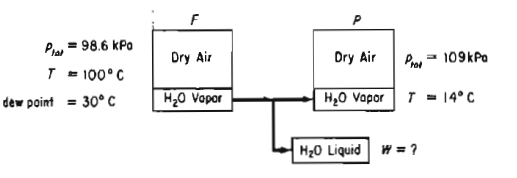 F P
p_tot = 98.6 kPa
T = 100°C
dew point = 30°C
Dry Air
H₂O Vapor
Dry Air
H₂O Vapor
p_tot = 109 kPa
T = 14°C
H₂O Liquid W = ?